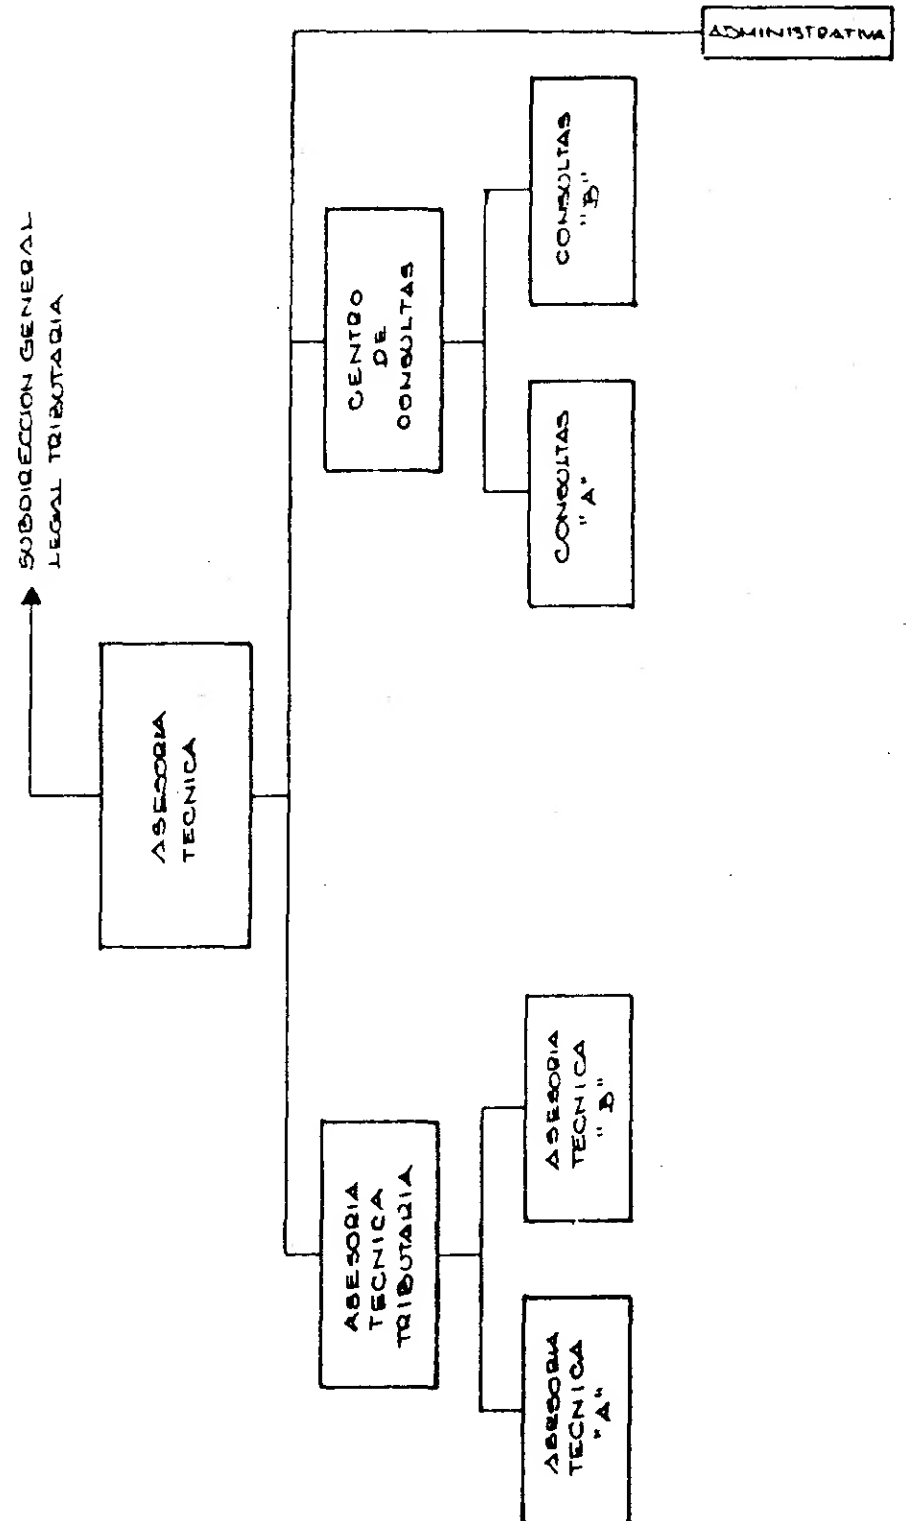 SUBDIRECCION GENERAL
LEGAL TRIBUTARIA
ASESORIA
TECNICA
ASESORIA
TECNICA
TRIBUTARIA
CENTRO
DE
CONSULTAS
ASESORIA
TECNICA
"A"
ASESORIA
TECNICA
"B"
CONSULTAS
"A"
CONSULTAS
"B"
ADMINISTRATIVA